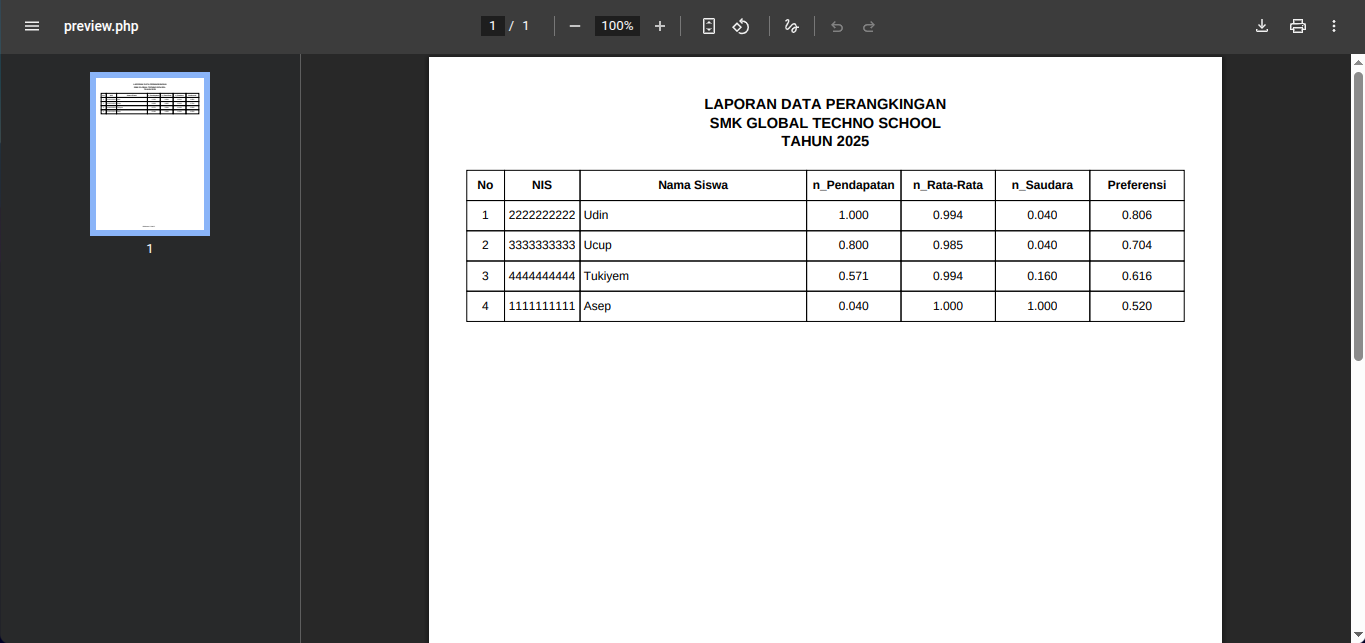 preview.php
1 / 1
100%
1
LAPORAN DATA PERANGKINGAN
SMK GLOBAL TECHNO SCHOOL
TAHUN 2025
No NIS Nama Siswa n_Pendapatan n_Rata-Rata n_Saudara Preferensi
1 2222222222 Udin 1.000 0.994 0.040 0.806
2 3333333333 Ucup 0.800 0.985 0.040 0.704
3 4444444444 Tukiyem 0.571 0.994 0.160 0.616
4 1111111111 Asep 0.040 1.000 1.000 0.520